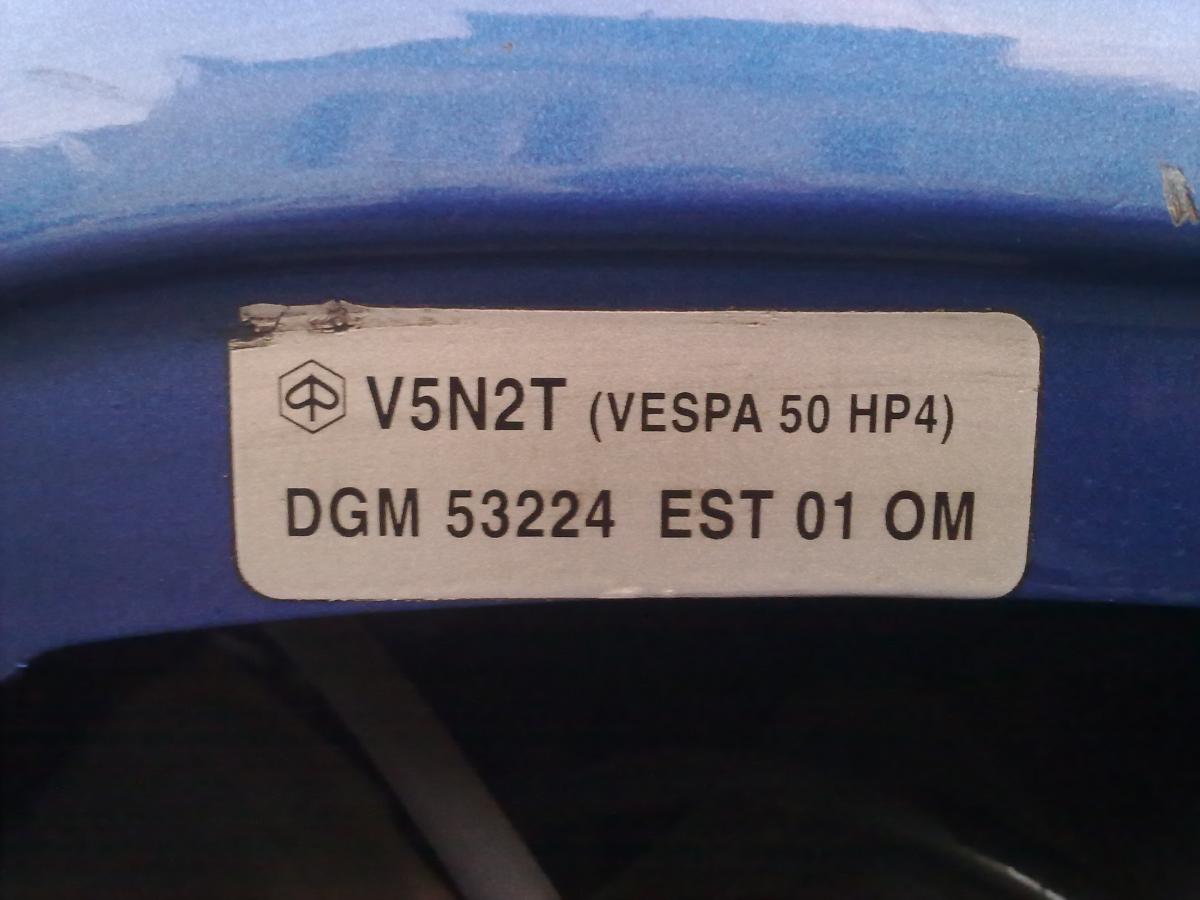 V5N2T (VESPA 50 HP4)
DGM 53224 EST 01 OM